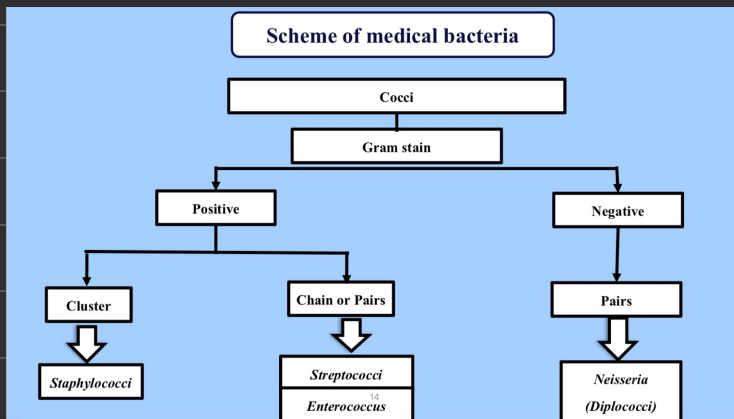 Scheme of medical bacteria
Cocci
Gram stain
Positive
Negative
Cluster
Chain or Pairs
Pairs
Staphylococci
Streptococci
Enterococcus
14
Neisseria
(Diplococci)